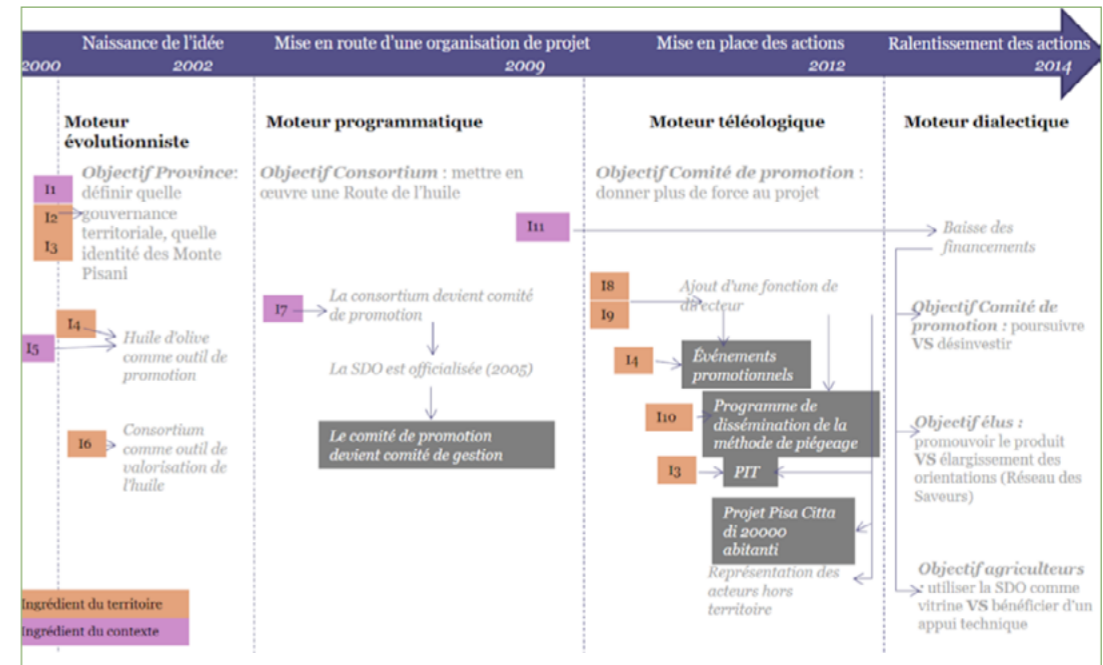 Naissance de l'idée
Mise en route d'une organisation de projet
Mise en place des actions
Ralentissement des actions
2000
2002
2009
2012
2014
Moteur
évolutionniste
Objectif Province:
définir quelle
gouvernance
territoriale, quelle
identité des Monte
Pisani
I1
I2
I3
I4
I5
Huile d'olive
comme outil de
promotion
I6
Consortium
comme outil de
valorisation de
l'huile
Moteur programmatique
Objectif Consortium : mettre en
œuvre une Route de l'huile
I11
I7
La consortium devient comité
de promotion
La SDO est officialisée (2005)
Le comité de promotion
devient comité de gestion
Moteur téléologique
Objectif Comité de promotion :
donner plus de force au projet
I8
I9
Ajout d'une fonction de
directeur
I4
Événements
promotionnels
I10
Programme de
dissémination de la
méthode de piégeage
I3
PIT
Projet Pisa Citta
di 20000
abitanti
Représentation des
acteurs hors
territoire
Moteur dialectique
Baisse des
financements
Objectif Comité de
promotion : poursuivre
VS désinvestir
Objectif élus :
promouvoir le produit
VS élargissement des
orientations (Réseau des
Saveurs)
Objectif agriculteurs
: utiliser la SDO comme
vitrine VS bénéficier d'un
appui technique
Ingrédient du territoire
Ingrédient du contexte